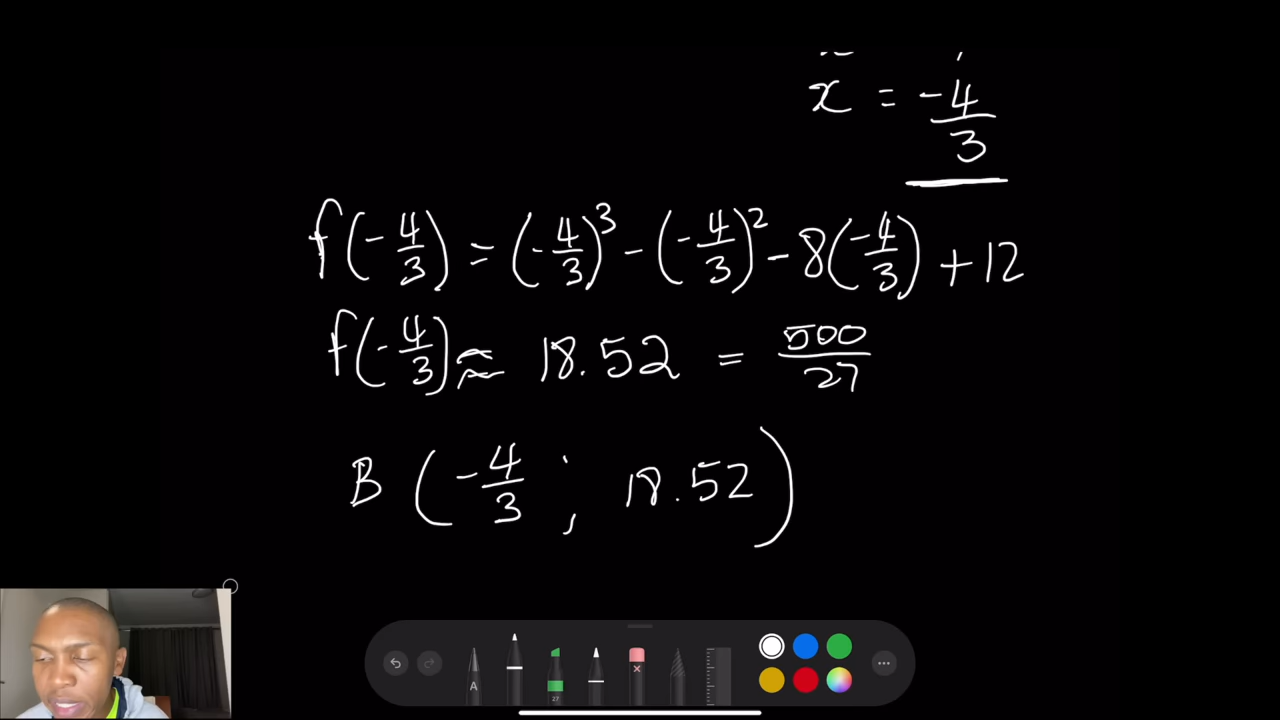 x = -4/3
f(-4/3) = (-4/3)³ - (-4/3)² - 8(-4/3) + 12
f(-4/3) ≈ 18.52 = 500/27
B (-4/3 ; 18.52)
A
27